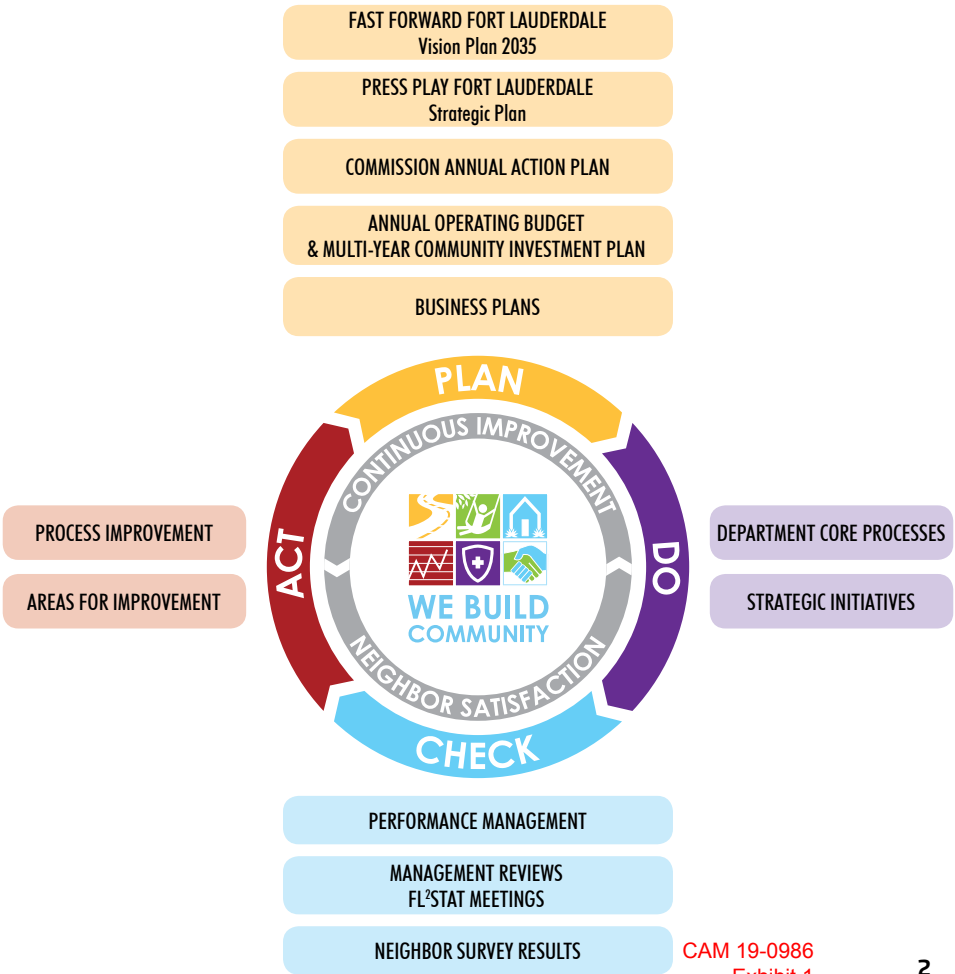 FAST FORWARD FORT LAUDERDALE
Vision Plan 2035
PRESS PLAY FORT LAUDERDALE
Strategic Plan
COMMISSION ANNUAL ACTION PLAN
ANNUAL OPERATING BUDGET
& MULTI-YEAR COMMUNITY INVESTMENT PLAN
BUSINESS PLANS
PLAN
CONTINUOUS IMPROVEMENT
ACT
PROCESS IMPROVEMENT
AREAS FOR IMPROVEMENT
WE BUILD
COMMUNITY
DO
DEPARTMENT CORE PROCESSES
STRATEGIC INITIATIVES
NEIGHBOR SATISFACTION
CHECK
PERFORMANCE MANAGEMENT
MANAGEMENT REVIEWS
FL²STAT MEETINGS
NEIGHBOR SURVEY RESULTS
CAM 19-0986
Exhibit 1
2